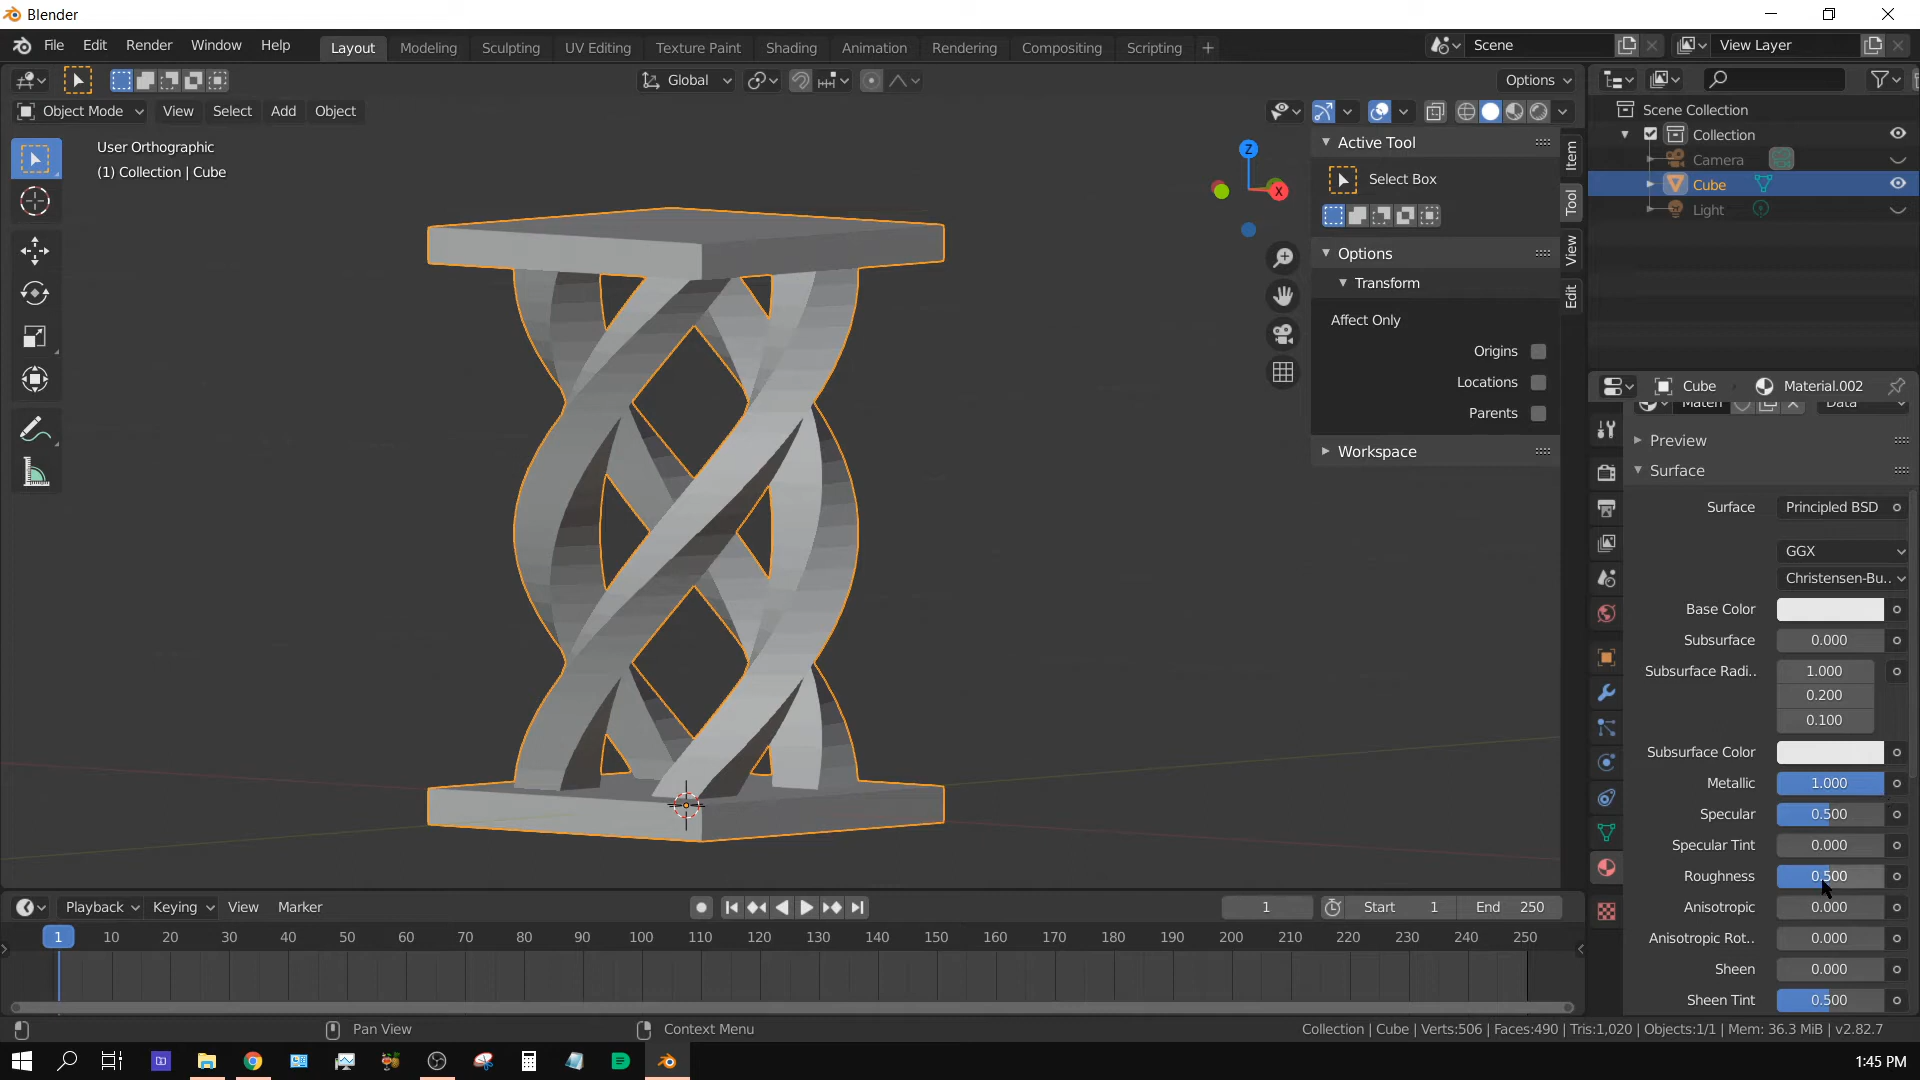 Blender
File Edit Render Window Help Layout Modeling Sculpting UV Editing Texture Paint Shading Animation Rendering Compositing Scripting + Scene View Layer
Global Options
Object Mode View Select Add Object
User Orthographic
(1) Collection | Cube
Z
X
Active Tool
Select Box
Options
Transform
Affect Only
Origins
Locations
Parents
Workspace
Item
Tool
View
Edit
Scene Collection
Collection
Camera
Cube
Light
Cube Material.002
Data
Preview
Surface
Surface Principled BSD
GGX
Christensen-Bu..
Base Color
Subsurface 0.000
Subsurface Radi.. 1.000
0.200
0.100
Subsurface Color
Metallic 1.000
Specular 0.500
Specular Tint 0.000
Roughness 0.500
Anisotropic 0.000
Anisotropic Rot.. 0.000
Sheen 0.000
Sheen Tint 0.500
Playback Keying View Marker 1 Start 1 End 250
1 10 20 30 40 50 60 70 80 90 100 110 120 130 140 150 160 170 180 190 200 210 220 230 240 250
Pan View Context Menu Collection | Cube | Verts:506 | Faces:490 | Tris:1,020 | Objects:1/1 | Mem: 36.3 MiB | v2.82.7
1:45 PM